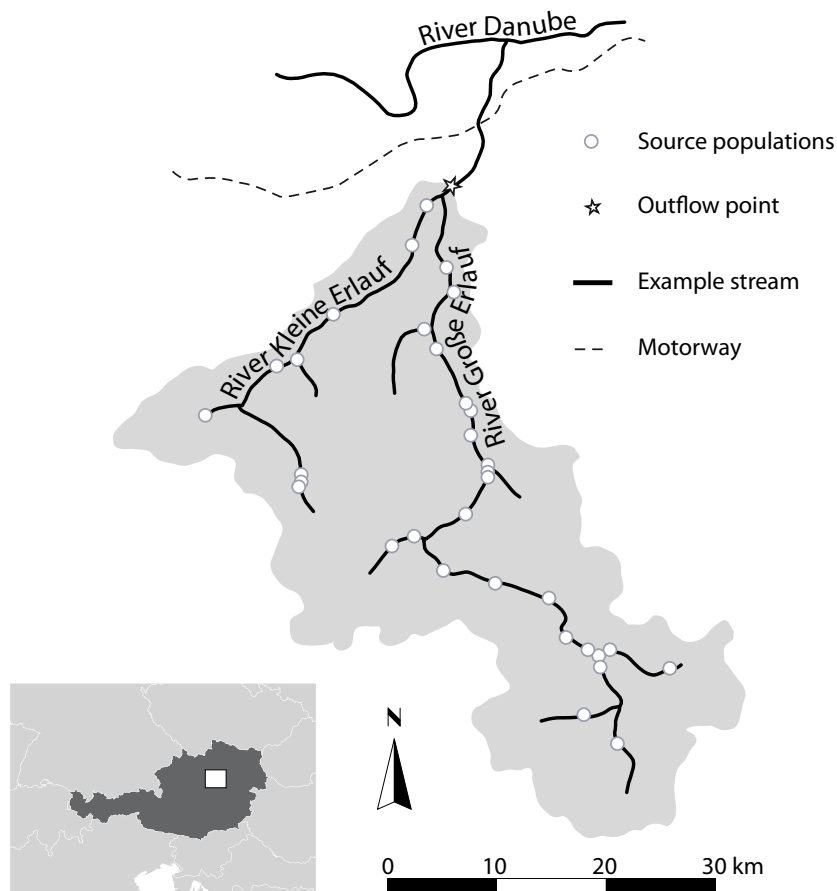 River Danube
Source populations
Outflow point
River Kleine Erlauf
River Große Erlauf
Example stream
Motorway
N
0 10 20 30 km